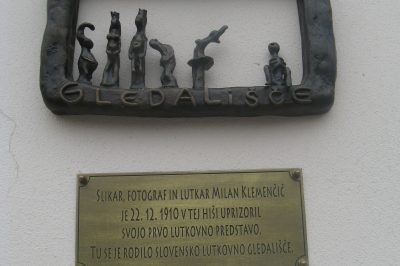 GLEDALIŠČE
SLIKAR, FOTOGRAF IN LUTKAR MILAN KLEMENČIČ
JE 22. 12. 1910 V TEJ HIŠI UPRIZORIL
SVOJO PRVO LUTKOVNO PREDSTAVO.
TU SE JE RODILO SLOVENSKO LUTKOVNO GLEDALIŠČE.